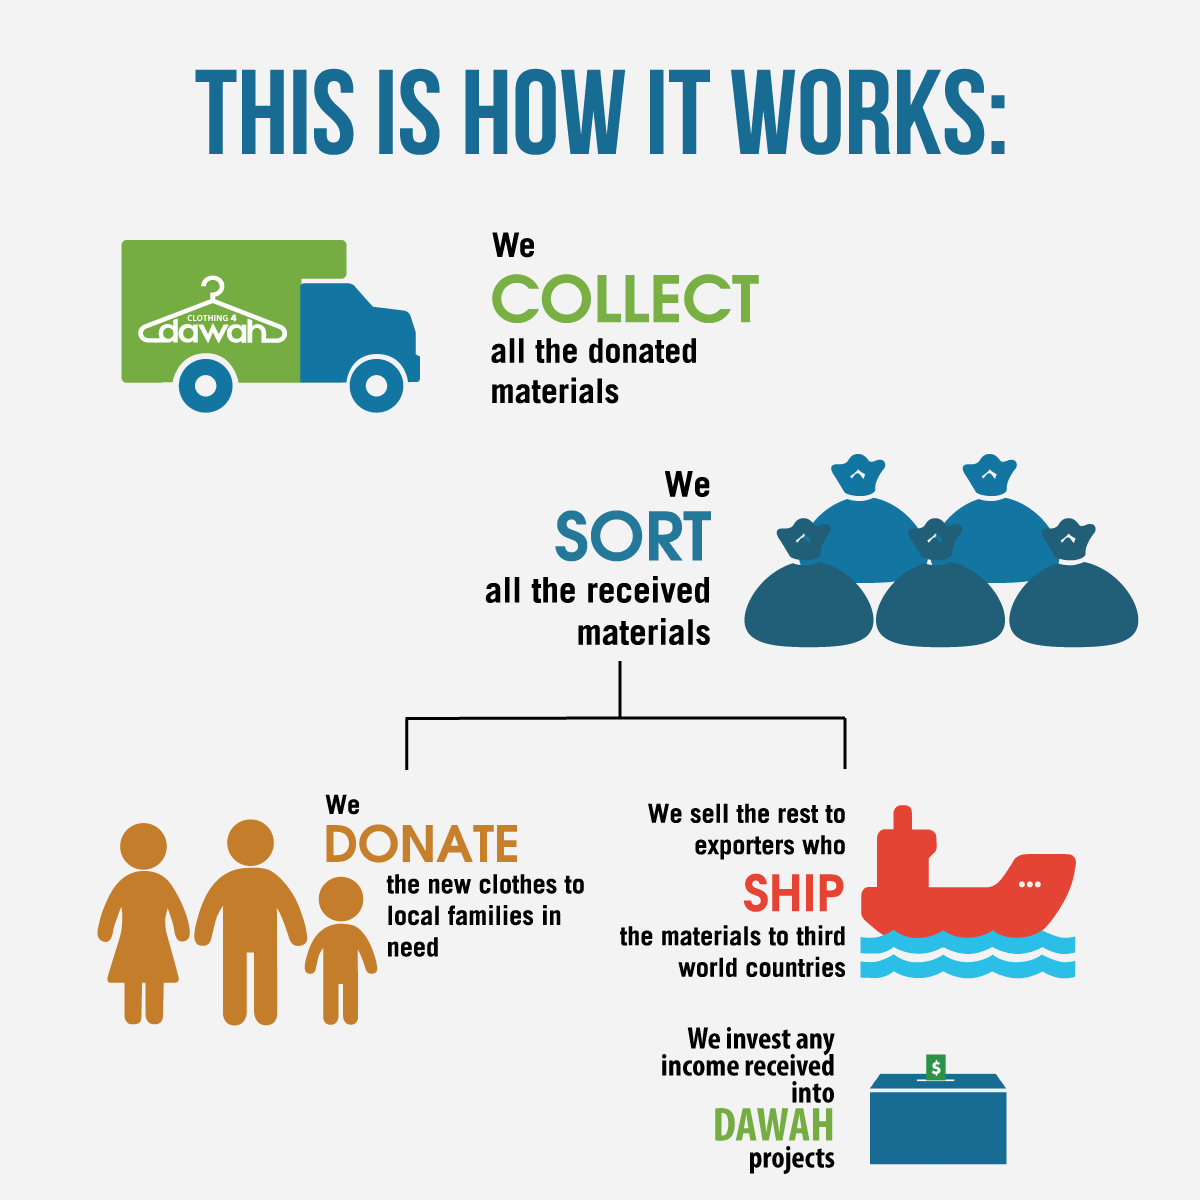 THIS IS HOW IT WORKS:
CLOTHING 4
dawah
We
COLLECT
all the donated
materials
We
SORT
all the received
materials
We
DONATE
the new clothes to
local families in
need
We sell the rest to
exporters who
SHIP
the materials to third
world countries
We invest any
income received
into
DAWAH
projects
$